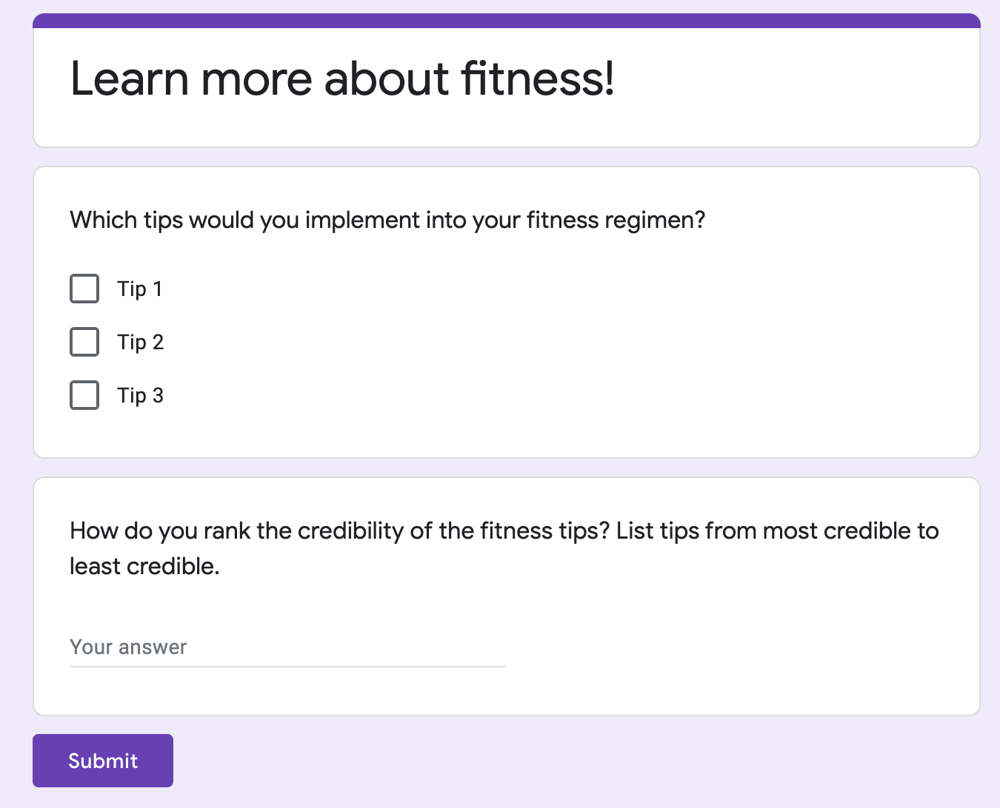 Learn more about fitness!
Which tips would you implement into your fitness regimen?
Tip 1
Tip 2
Tip 3
How do you rank the credibility of the fitness tips? List tips from most credible to
least credible.
Your answer
Submit